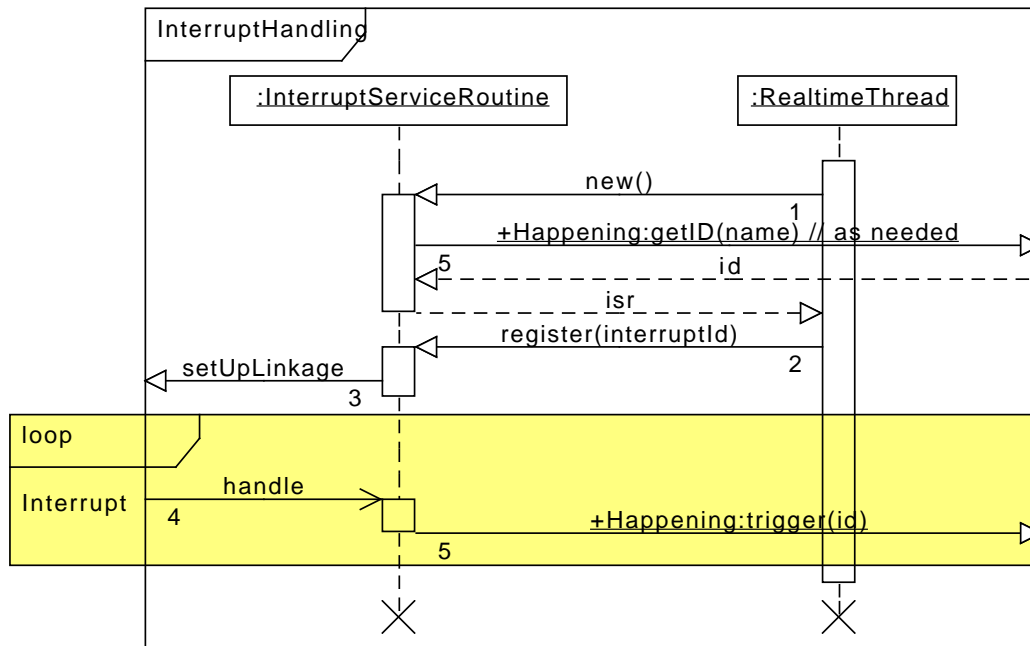 InterruptHandling
:InterruptServiceRoutine
:RealtimeThread
new()
1
+Happening:getID(name) // as needed
5
id
isr
register(interruptId)
2
setUpLinkage
3
loop
Interrupt
handle
4
+Happening:trigger(id)
5